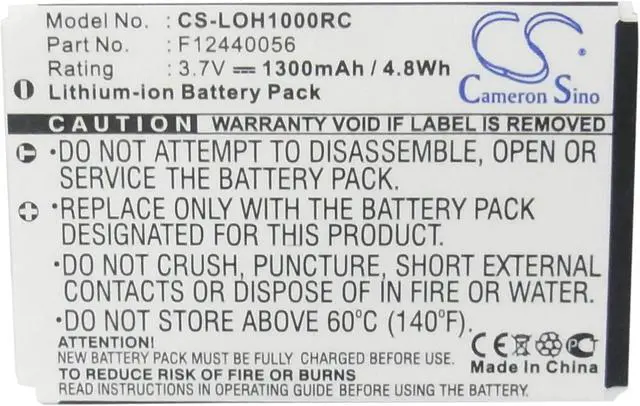 Model No. : CS-LOH1000RC
Part No. : F12440056
Rating : 3.7V 1300mAh / 4.8Wh
Lithium-ion Battery Pack
CS
Cameron Sino
CAUTION WARRANTY VOID IF LABEL IS REMOVED
•DO NOT ATTEMPT TO DISASSEMBLE, OPEN OR
SERVICE THE BATTERY PACK.
•REPLACE ONLY WITH THE BATTERY PACK
DESIGNATED FOR THIS PRODUCT.
•DO NOT CRUSH, PUNCTURE, SHORT EXTERNAL
CONTACTS OR DISPOSE OF IN FIRE OR WATER.
•DO NOT STORE ABOVE 60°C (140°F).
ATTENTION!
NEW BATTERY PACK MUST BE FULLY CHARGED BEFORE USE.
TO REDUCE RISK OF FIRE OR BURNS.
READ OPERATING INSTRUCTIONS BEFORE USING THE BATTERY.
CE
Made In China